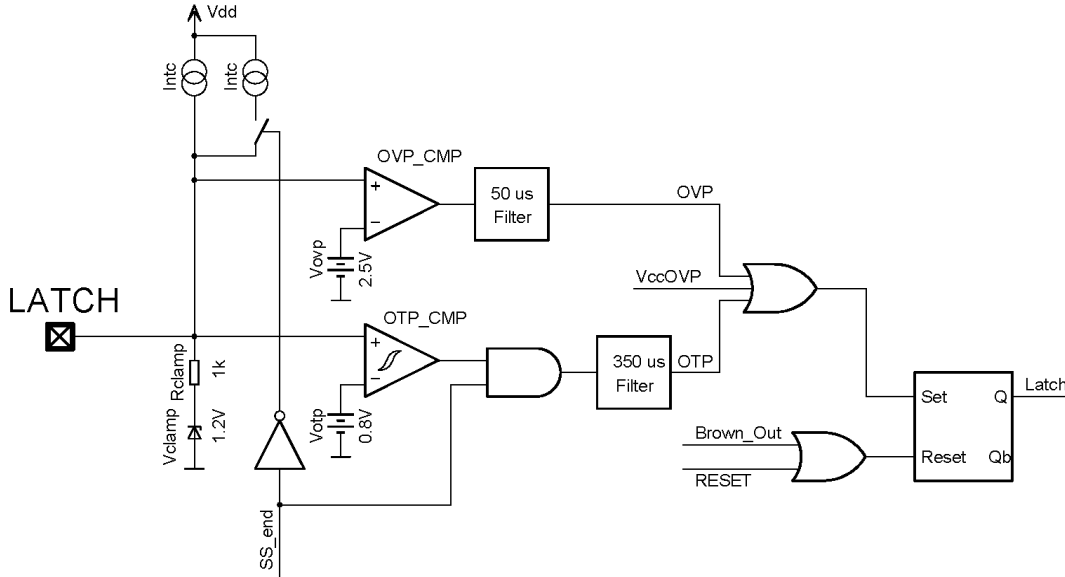 Vdd
Intc
Intc
OVP_CMP
+
−
50 us
Filter
OVP
Vovp
2.5V
VccOVP
LATCH
OTP_CMP
+
−
350 us
Filter
OTP
Rclamp
1k
Vclamp
1.2V
Votp
0.8V
Set
Q
Latch
Brown_Out
RESET
Reset
Qb
SS_end